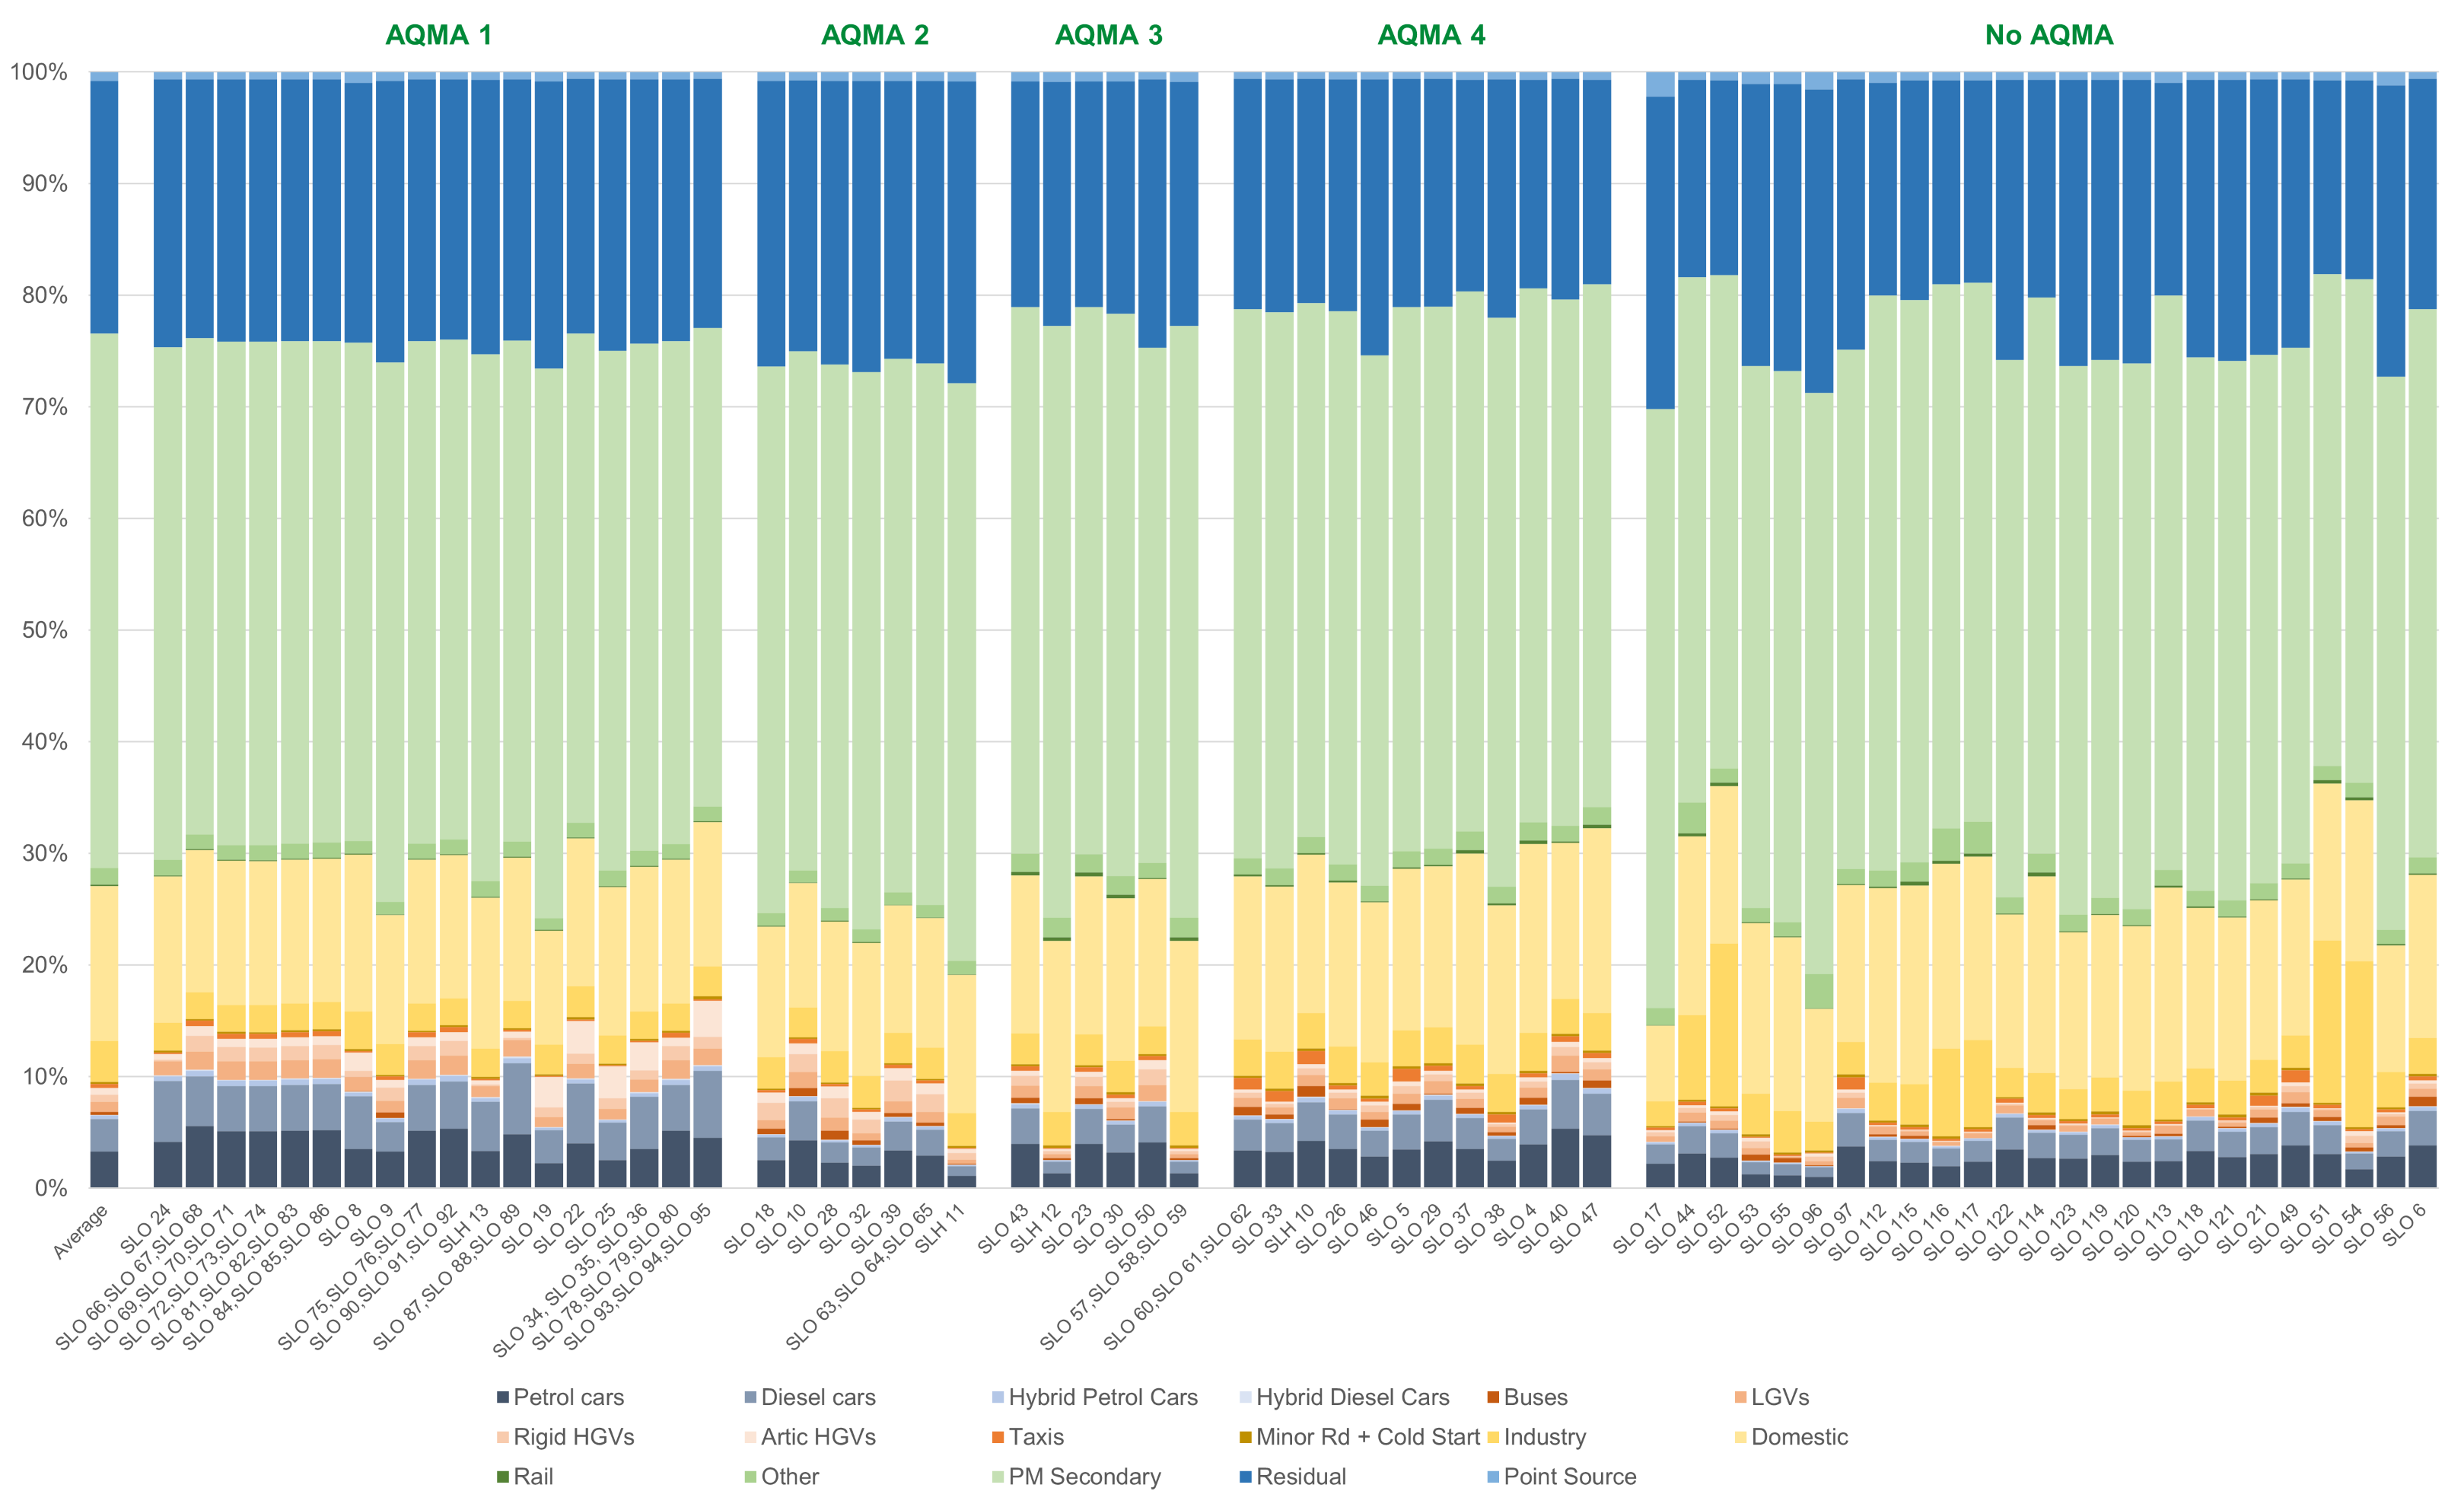 AQMA 1 AQMA 2 AQMA 3 AQMA 4 No AQMA
100%
90%
80%
70%
60%
50%
40%
30%
20%
10%
0%
Average
SLO 24
SLO 66,SLO 67,SLO 68
SLO 69,SLO 70,SLO 71
SLO 72,SLO 73,SLO 74
SLO 81,SLO 82,SLO 83
SLO 84,SLO 85,SLO 86
SLO 8
SLO 9
SLO 75,SLO 76,SLO 77
SLO 90,SLO 91,SLO 92
SLH 13
SLO 87,SLO 88,SLO 89
SLO 19
SLO 22
SLO 25
SLO 34, SLO 35,SLO 36
SLO 78,SLO 79,SLO 80
SLO 93,SLO 94,SLO 95
SLO 18
SLO 10
SLO 28
SLO 32
SLO 39
SLO 63,SLO 64,SLO 65
SLH 11
SLO 43
SLH 12
SLO 23
SLO 30
SLO 50
SLO 57,SLO 58,SLO 59
SLO 60,SLO 61,SLO 62
SLO 33
SLH 10
SLO 26
SLO 46
SLO 5
SLO 29
SLO 37
SLO 38
SLO 4
SLO 40
SLO 47
SLO 17
SLO 44
SLO 52
SLO 53
SLO 55
SLO 96
SLO 97
SLO 112
SLO 115
SLO 116
SLO 117
SLO 122
SLO 114
SLO 123
SLO 119
SLO 120
SLO 113
SLO 118
SLO 121
SLO 21
SLO 49
SLO 51
SLO 54
SLO 56
SLO 6
Petrol cars Diesel cars Hybrid Petrol Cars Hybrid Diesel Cars Buses LGVs
Rigid HGVs Artic HGVs Taxis Minor Rd + Cold Start Industry Domestic
Rail Other PM Secondary Residual Point Source